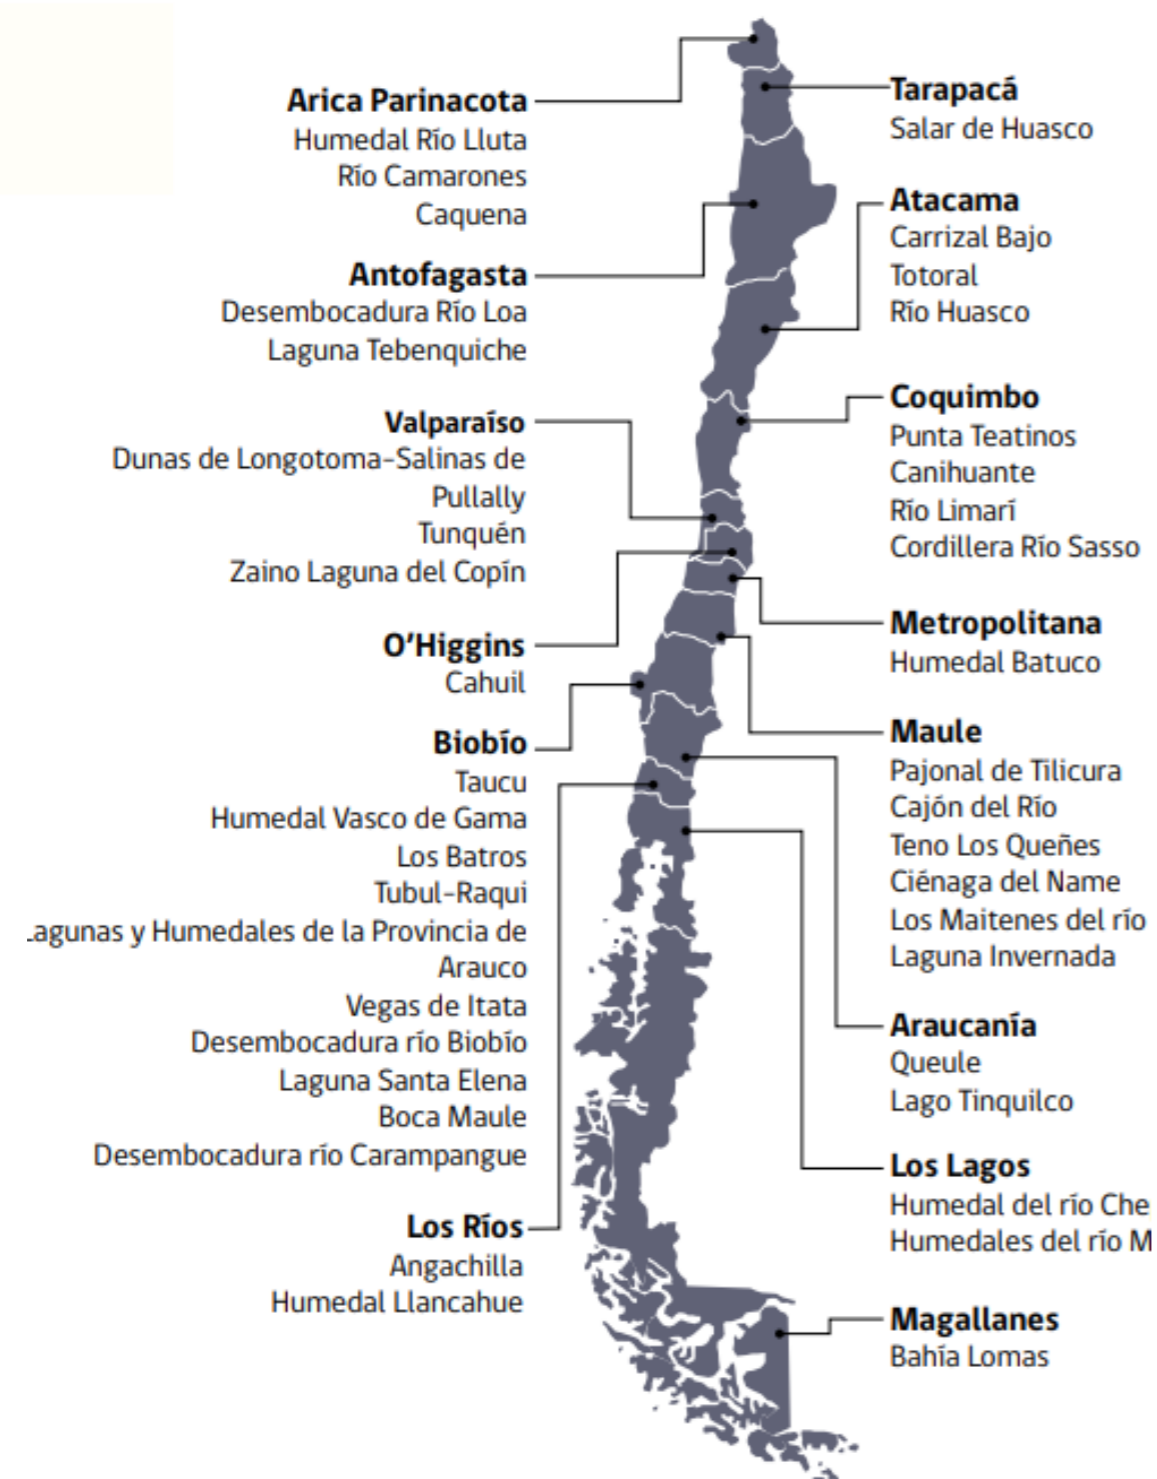 Arica Parinacota
Humedal Río Lluta
Río Camarones
Caquena
Antofagasta
Desembocadura Río Loa
Laguna Tebenquiche
Valparaíso
Dunas de Longotoma-Salinas de
Pullally
Tunquén
Zaino Laguna del Copín
O'Higgins
Cahuil
Biobío
Taucu
Humedal Vasco de Gama
Los Batros
Tubul-Raqui
agunas y Humedales de la Provincia de
Arauco
Vegas de Itata
Desembocadura río Biobío
Laguna Santa Elena
Boca Maule
Desembocadura río Carampangue
Los Ríos
Angachilla
Humedal Llancahue
Tarapacá
Salar de Huasco
Atacama
Carrizal Bajo
Totoral
Río Huasco
Coquimbo
Punta Teatinos
Canihuante
Río Limarí
Cordillera Río Sasso
Metropolitana
Humedal Batuco
Maule
Pajonal de Tilicura
Cajón del Río
Teno Los Queñes
Ciénaga del Name
Los Maitenes del río
Laguna Invernada
Araucanía
Queule
Lago Tinquilco
Los Lagos
Humedal del río Che
Humedales del río M
Magallanes
Bahía Lomas